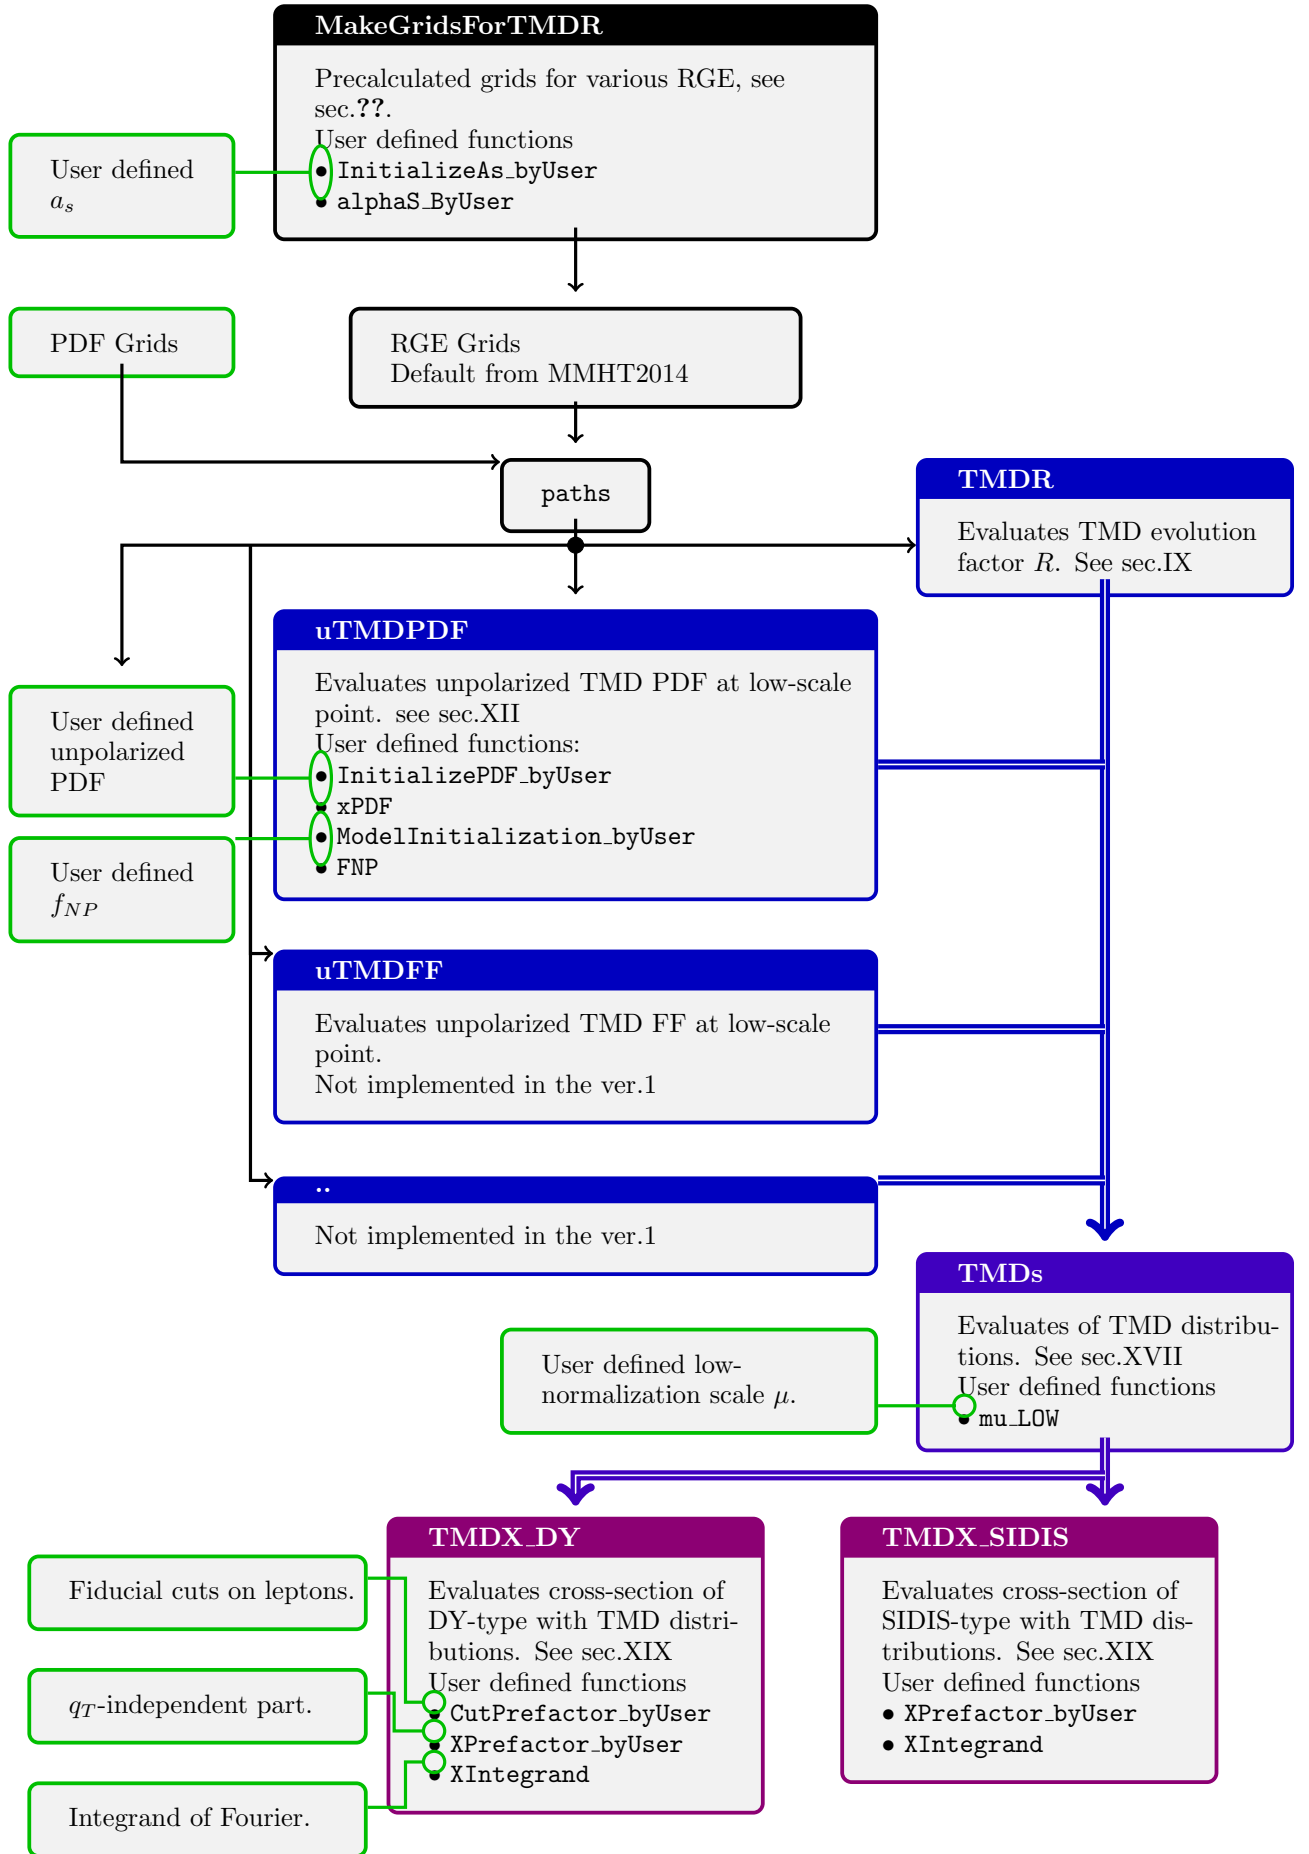 MakeGridsForTMDR
Precalculated grids for various RGE, see
sec.??.
User defined functions
• InitializeAs_byUser
• alphaS_ByUser
User defined
a_s
PDF Grids
RGE Grids
Default from MMHT2014
paths
TMDR
Evaluates TMD evolution
factor R. See sec.IX
uTMDPDF
Evaluates unpolarized TMD PDF at low-scale
point. see sec.XII
User defined functions:
• InitializePDF_byUser
• xPDF
• ModelInitialization_byUser
• FNP
User defined
unpolarized
PDF
User defined
f_{NP}
uTMDFF
Evaluates unpolarized TMD FF at low-scale
point.
Not implemented in the ver.1
..
Not implemented in the ver.1
TMDs
Evaluates of TMD distribu-
tions. See sec.XVII
User defined functions
• mu_LOW
User defined low-
normalization scale μ.
TMDX_DY
Evaluates cross-section of
DY-type with TMD distri-
butions. See sec.XIX
User defined functions
• CutPrefactor_byUser
• XPrefactor_byUser
• XIntegrand
Fiducial cuts on leptons.
q_T-independent part.
Integrand of Fourier.
TMDX_SIDIS
Evaluates cross-section of
SIDIS-type with TMD dis-
tributions. See sec.XIX
User defined functions
• XPrefactor_byUser
• XIntegrand